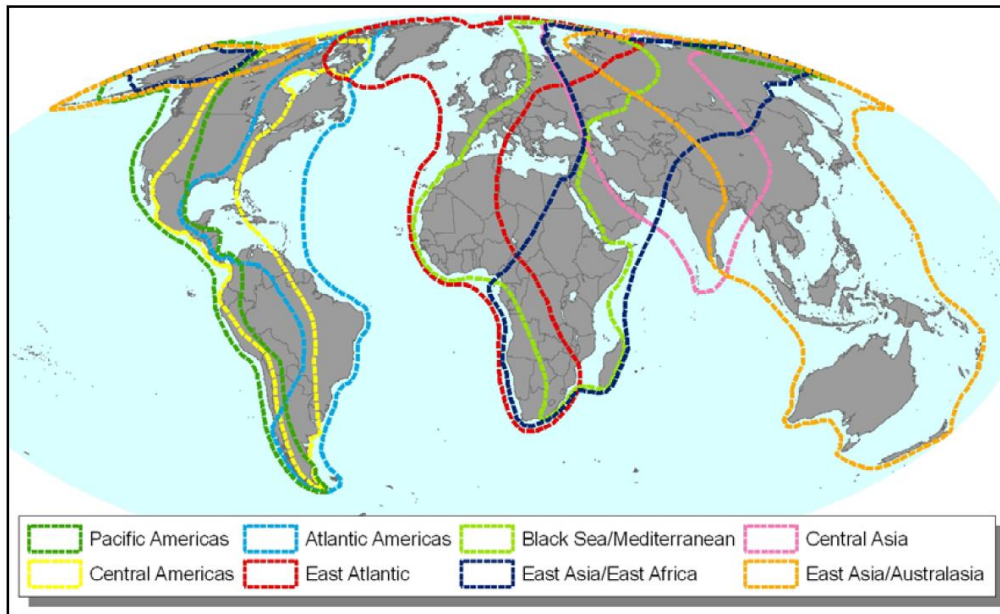 Pacific Americas Atlantic Americas Black Sea/Mediterranean Central Asia
Central Americas East Atlantic East Asia/East Africa East Asia/Australasia